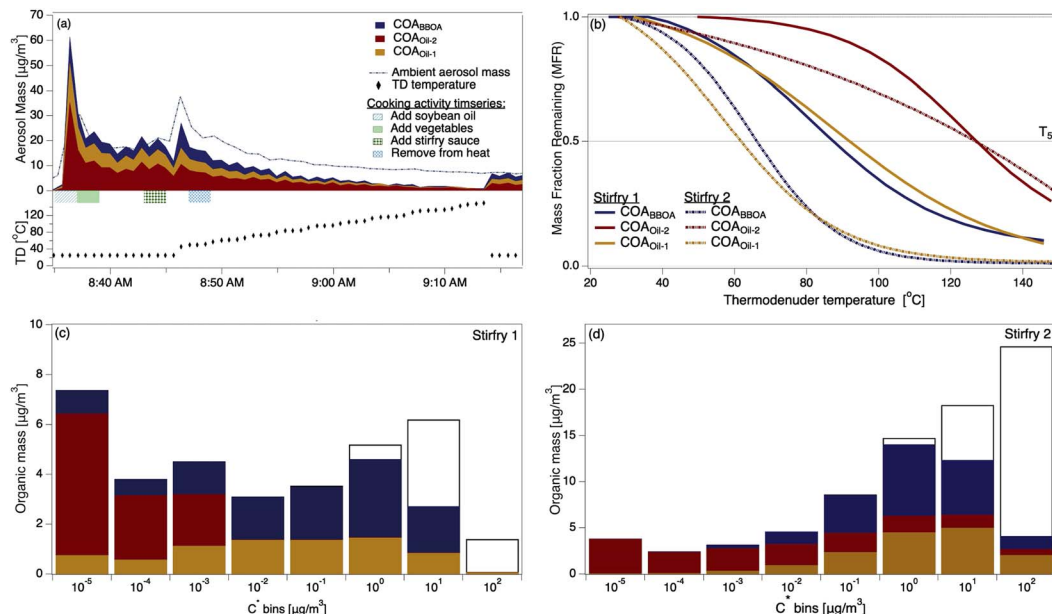 (a)
COA_BBOA
COA_Oil-2
COA_Oil-1
Ambient aerosol mass
TD temperature
Cooking activity timseries:
Add soybean oil
Add vegetables
Add stirfry sauce
Remove from heat
Aerosol Mass [µg/m³]
70
60
50
40
30
20
10
0
TD [°C]
120
80
40
0
8:40 AM 8:50 AM 9:00 AM 9:10 AM
(b)
Mass Fraction Remaining (MFR)
1.0
0.5
0.0
T₅
Stirfry 1 Stirfry 2
COA_BBOA COA_BBOA
COA_Oil-2 COA_Oil-2
COA_Oil-1 COA_Oil-1
20 40 60 80 100 120 140
Thermodenuder temperature [°C]
(c) Stirfry 1
Organic mass [µg/m³]
10
8
6
4
2
0
10⁻⁵ 10⁻⁴ 10⁻³ 10⁻² 10⁻¹ 10⁰ 10¹ 10²
C* bins [µg/m³]
(d) Stirfry 2
Organic mass [µg/m³]
25
20
15
10
5
0
10⁻⁵ 10⁻⁴ 10⁻³ 10⁻² 10⁻¹ 10⁰ 10¹ 10²
C* bins [µg/m³]